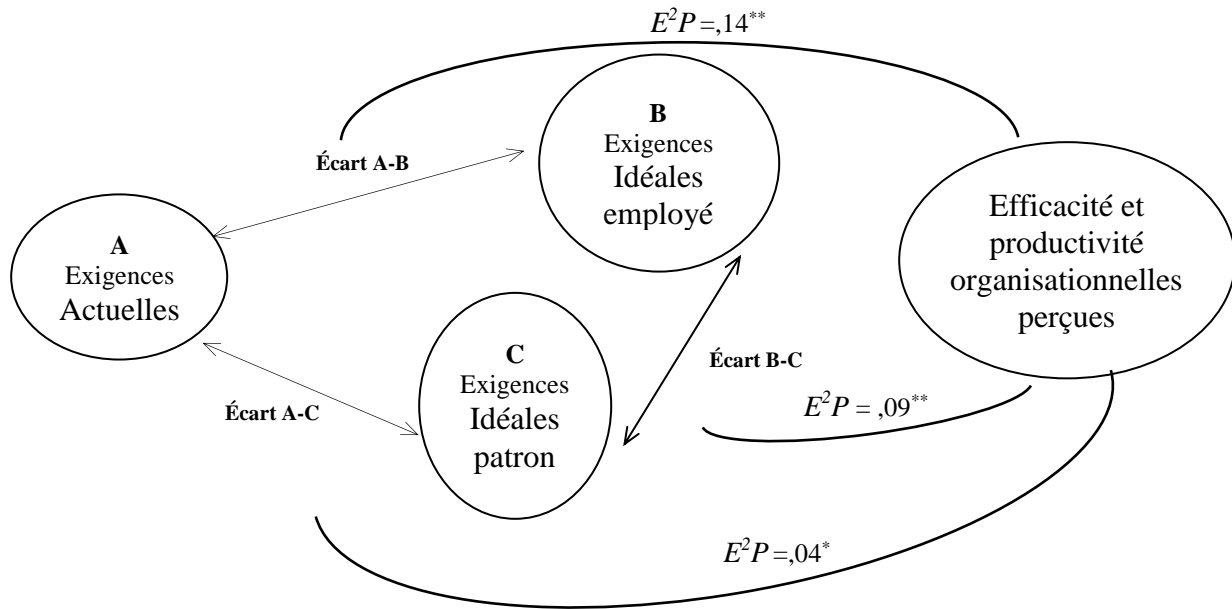 E²P =,14**
B
Exigences
Idéales
employé
Écart A-B
Efficacité et
productivité
organisationnelles
perçues
A
Exigences
Actuelles
C
Exigences
Idéales
patron
Écart B-C
Écart A-C
E²P = ,09**
E²P =,04*